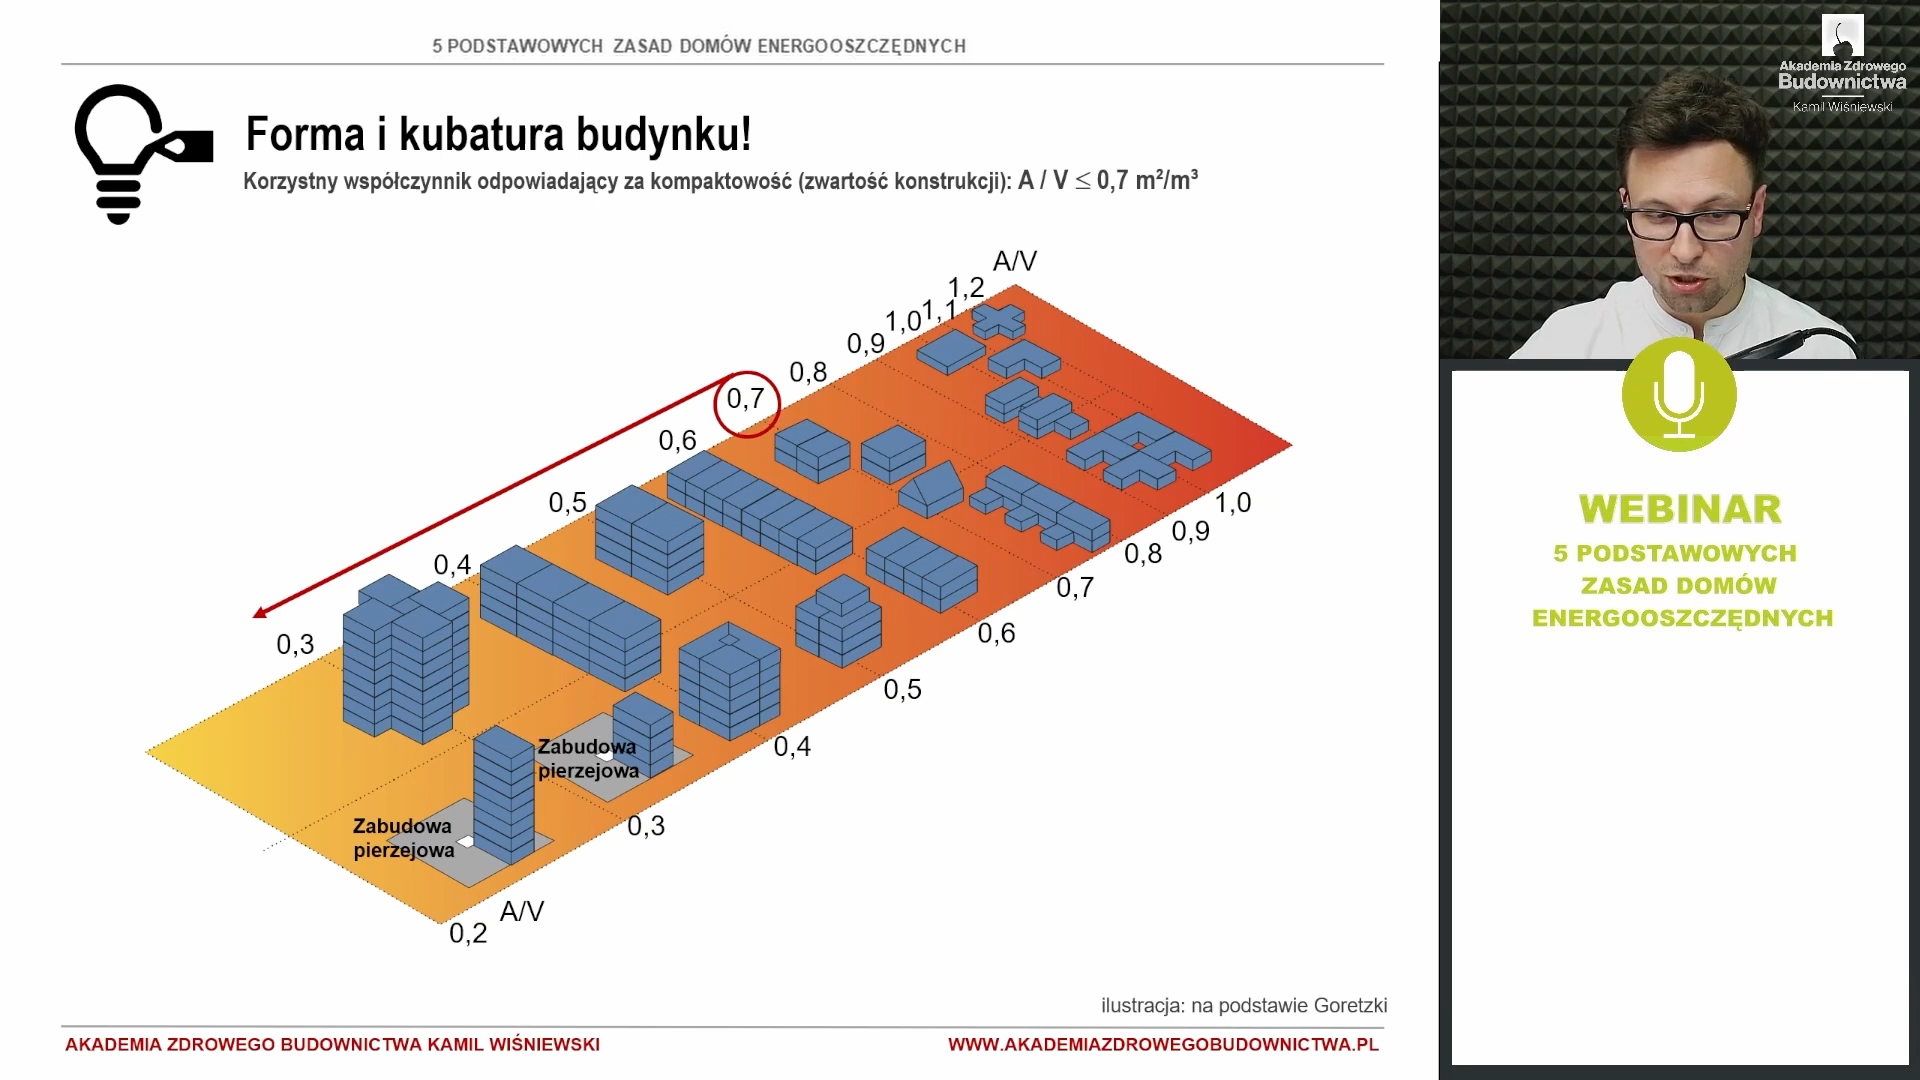 5 PODSTAWOWYCH ZASAD DOMÓW ENERGOOSZCZĘDNYCH
Forma i kubatura budynku!
Korzystny współczynnik odpowiadający za kompaktowość (zwartość konstrukcji): A / V ≤ 0,7 m²/m³
A/V
1,2
1,1
1,0
0,9
0,8
0,7
0,6
0,5
0,4
0,3
1,0
0,9
0,8
0,7
0,6
0,5
0,4
0,3
0,2
A/V
Zabudowa
pierzejowa
Zabudowa
pierzejowa
ilustracja: na podstawie Goretzki
AKADEMIA ZDROWEGO BUDOWNICTWA KAMIL WIŚNIEWSKI
WWW.AKADEMIAZDROWEGOBUDOWNICTWA.PL
Akademia Zdrowego
Budownictwa
Kamil Wiśniewski
WEBINAR
5 PODSTAWOWYCH
ZASAD DOMÓW
ENERGOOSZCZĘDNYCH